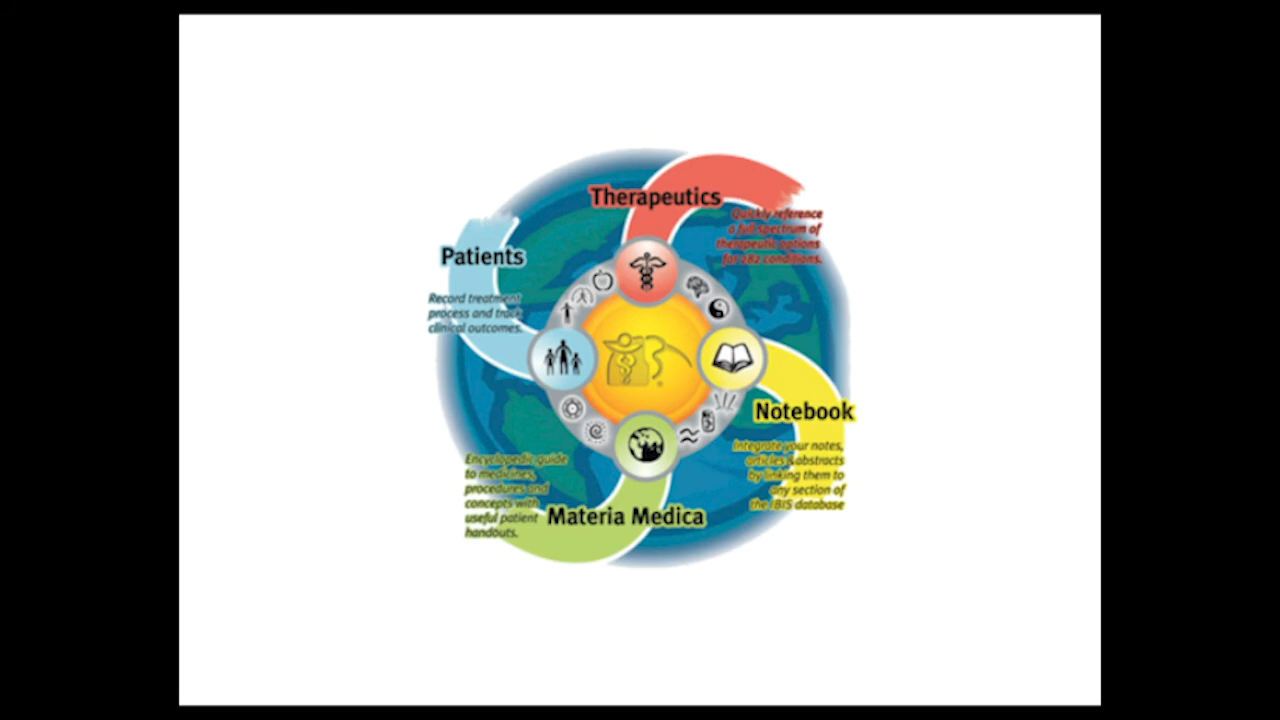 Therapeutics
Quickly reference
a full spectrum of
therapeutic options
for 282 conditions.
Patients
Record treatment
process and track
clinical outcomes.
Notebook
Integrate your notes,
articles & abstracts
by linking them to
any section of
the IBIS database
Encyclopedic guide
to medicines,
procedures and
concepts with
useful patient
handouts.
Materia Medica